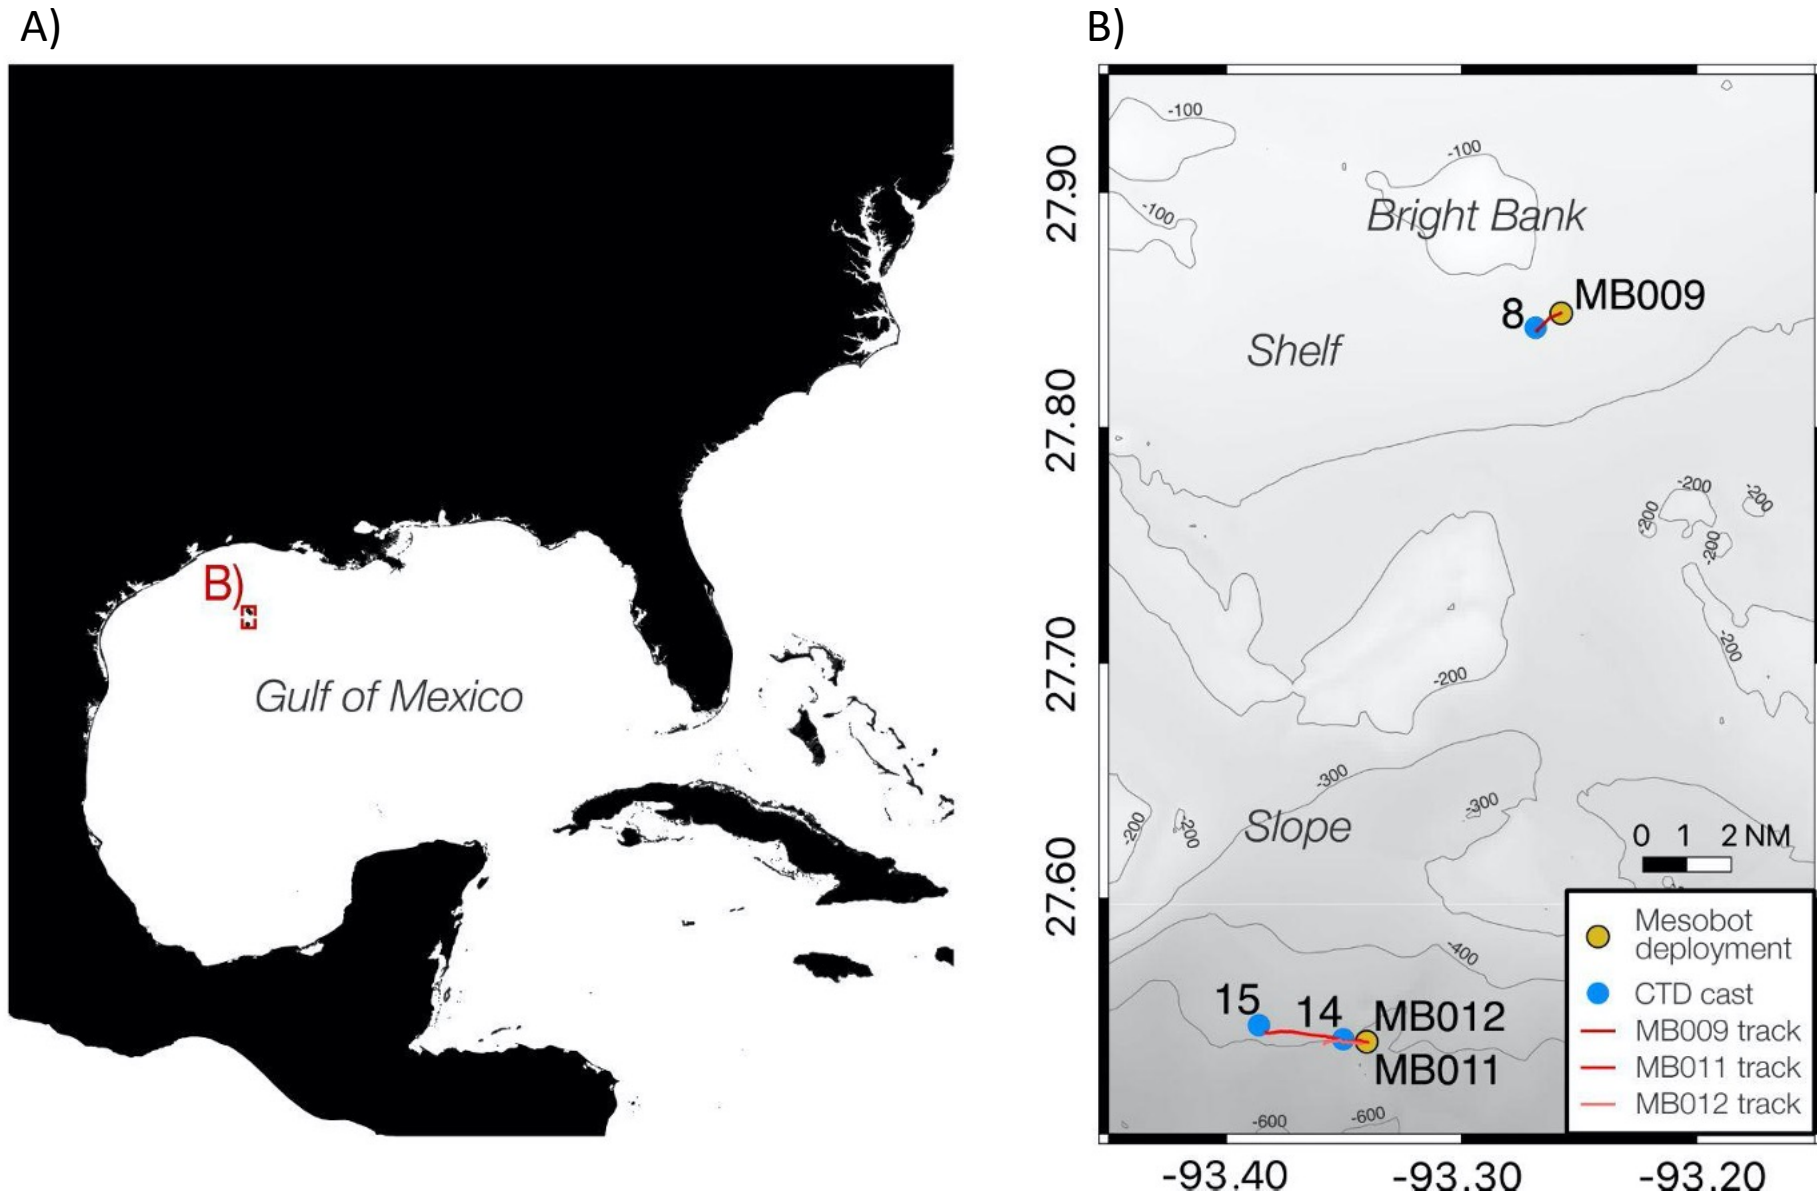 A)
B)
B)
Gulf of Mexico
-100
-100
-100
Bright Bank
MB009
8
Shelf
-200
-200
-200
-200
-200
-200
-300
-300
-200
-200
Slope
0 1 2 NM
-400
15
14
MB012
MB011
-600
-600
Mesobot
deployment
CTD cast
MB009 track
MB011 track
MB012 track
27.90
27.80
27.70
27.60
-93.40
-93.30
-93.20